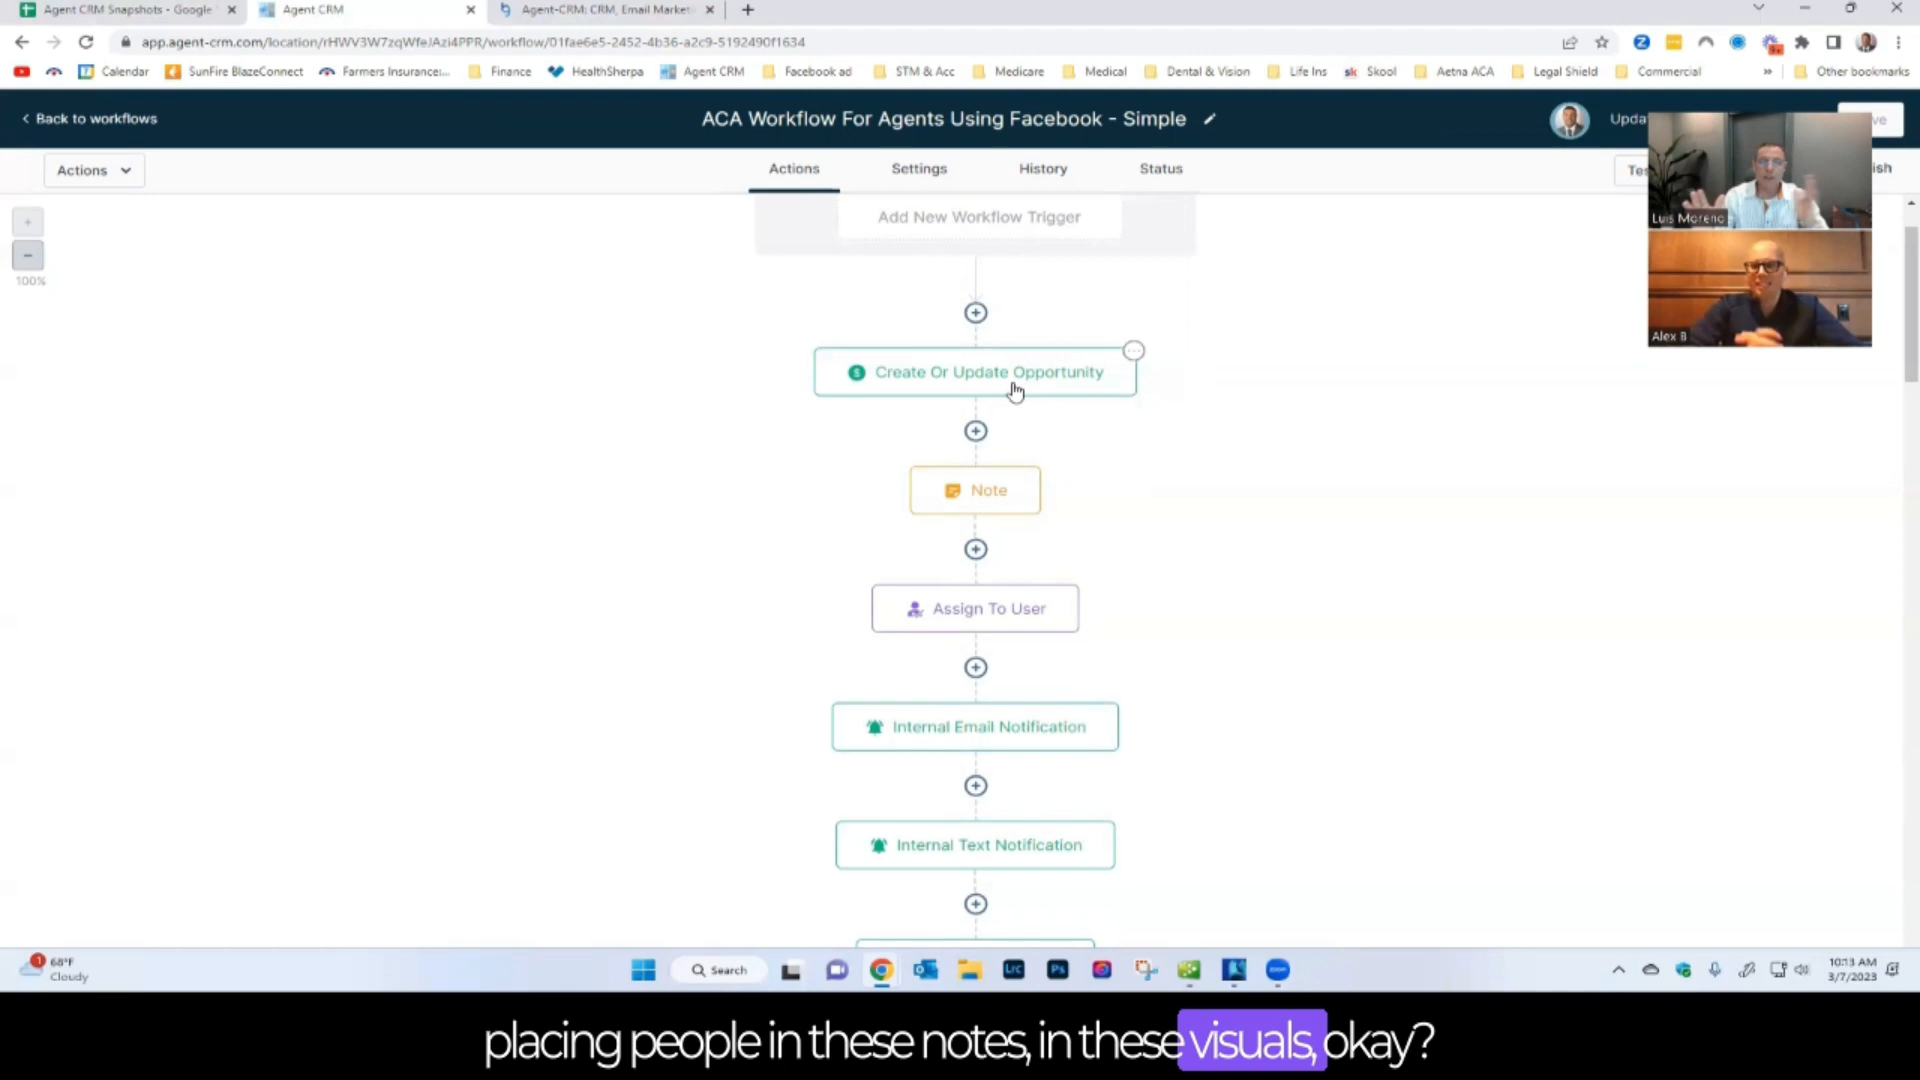 Agent CRM Snapshots - Google
Agent CRM
Agent-CRM: CRM, Email Market
app.agent-crm.com/location/rHWV3W7zqWfeJAzi4PPR/workflow/01fae6e5-2452-4b36-a2c9-5192490f1634
Calendar
SunFire BlazeConnect
Farmers Insurance:...
Finance
HealthSherpa
Agent CRM
Facebook ad
STM & Acc
Medicare
Medical
Dental & Vision
Life Ins
sk Skool
Aetna ACA
Legal Shield
Commercial
Other bookmarks
Back to workflows
ACA Workflow For Agents Using Facebook - Simple
Actions
Actions
Settings
History
Status
100%
Luis Moreno
Alex B
Add New Workflow Trigger
Create Or Update Opportunity
Note
Assign To User
Internal Email Notification
Internal Text Notification
1
68°F
Cloudy
Search
Lrc
Ps
zoom
10:13 AM
3/7/2023
placing people in these notes, in these visuals, okay?